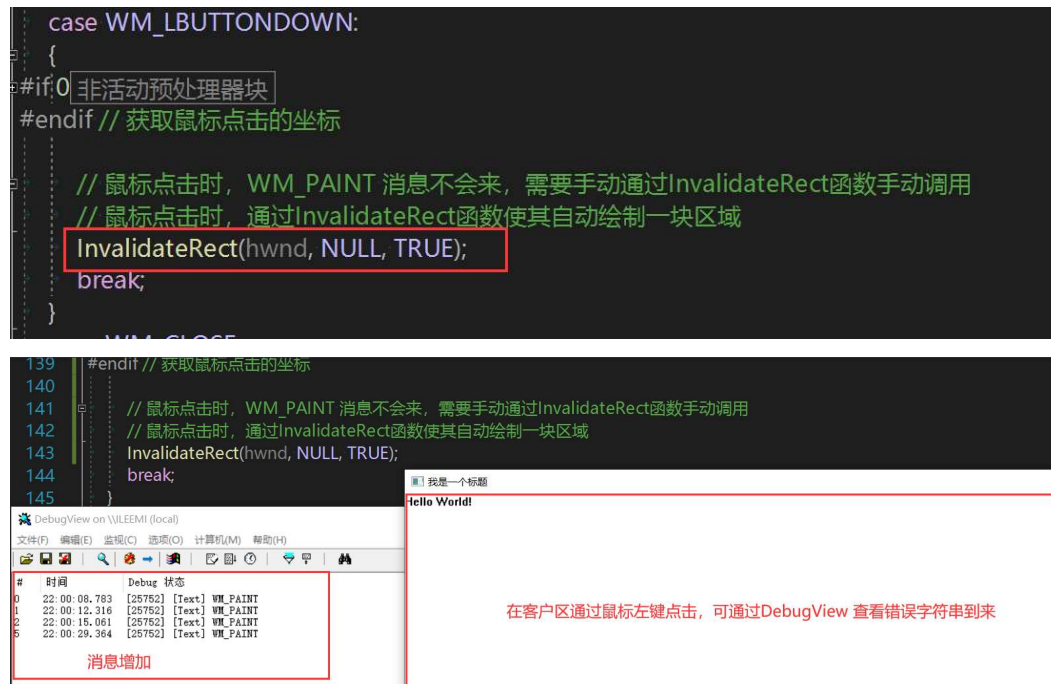 case WM_LBUTTONDOWN:
{
#if 0 非活动预处理器块
#endif // 获取鼠标点击的坐标
// 鼠标点击时，WM_PAINT 消息不会来，需要手动通过InvalidateRect函数手动调用
// 鼠标点击时，通过InvalidateRect函数使其自动绘制一块区域
InvalidateRect(hwnd, NULL, TRUE);
break;
}
139 #endif // 获取鼠标点击的坐标
140
141 // 鼠标点击时，WM_PAINT 消息不会来，需要手动通过InvalidateRect函数手动调用
142 // 鼠标点击时，通过InvalidateRect函数使其自动绘制一块区域
143 InvalidateRect(hwnd, NULL, TRUE);
144 break;
145 }
我是一个标题
Hello World!
DebugView on \\ILEEMI (local)
文件(F) 编辑(E) 监视(C) 选项(O) 计算机(M) 帮助(H)
# 时间 Debug 状态
0 22:00:08.783 [25752] [Text] WM_PAINT
1 22:00:12.316 [25752] [Text] WM_PAINT
2 22:00:15.061 [25752] [Text] WM_PAINT
5 22:00:29.364 [25752] [Text] WM_PAINT
消息增加
在客户区通过鼠标左键点击，可通过DebugView 查看错误字符串到来